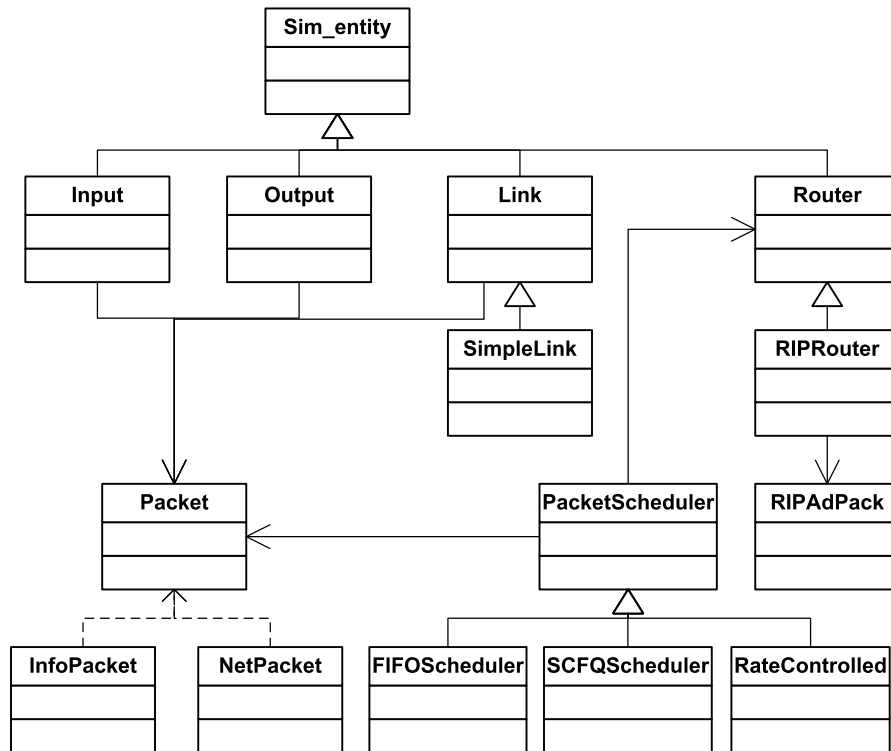 Sim_entity
Input
Output
Link
Router
SimpleLink
RIPRouter
Packet
PacketScheduler
RIPAdPack
InfoPacket
NetPacket
FIFOScheduler
SCFQScheduler
RateControlled